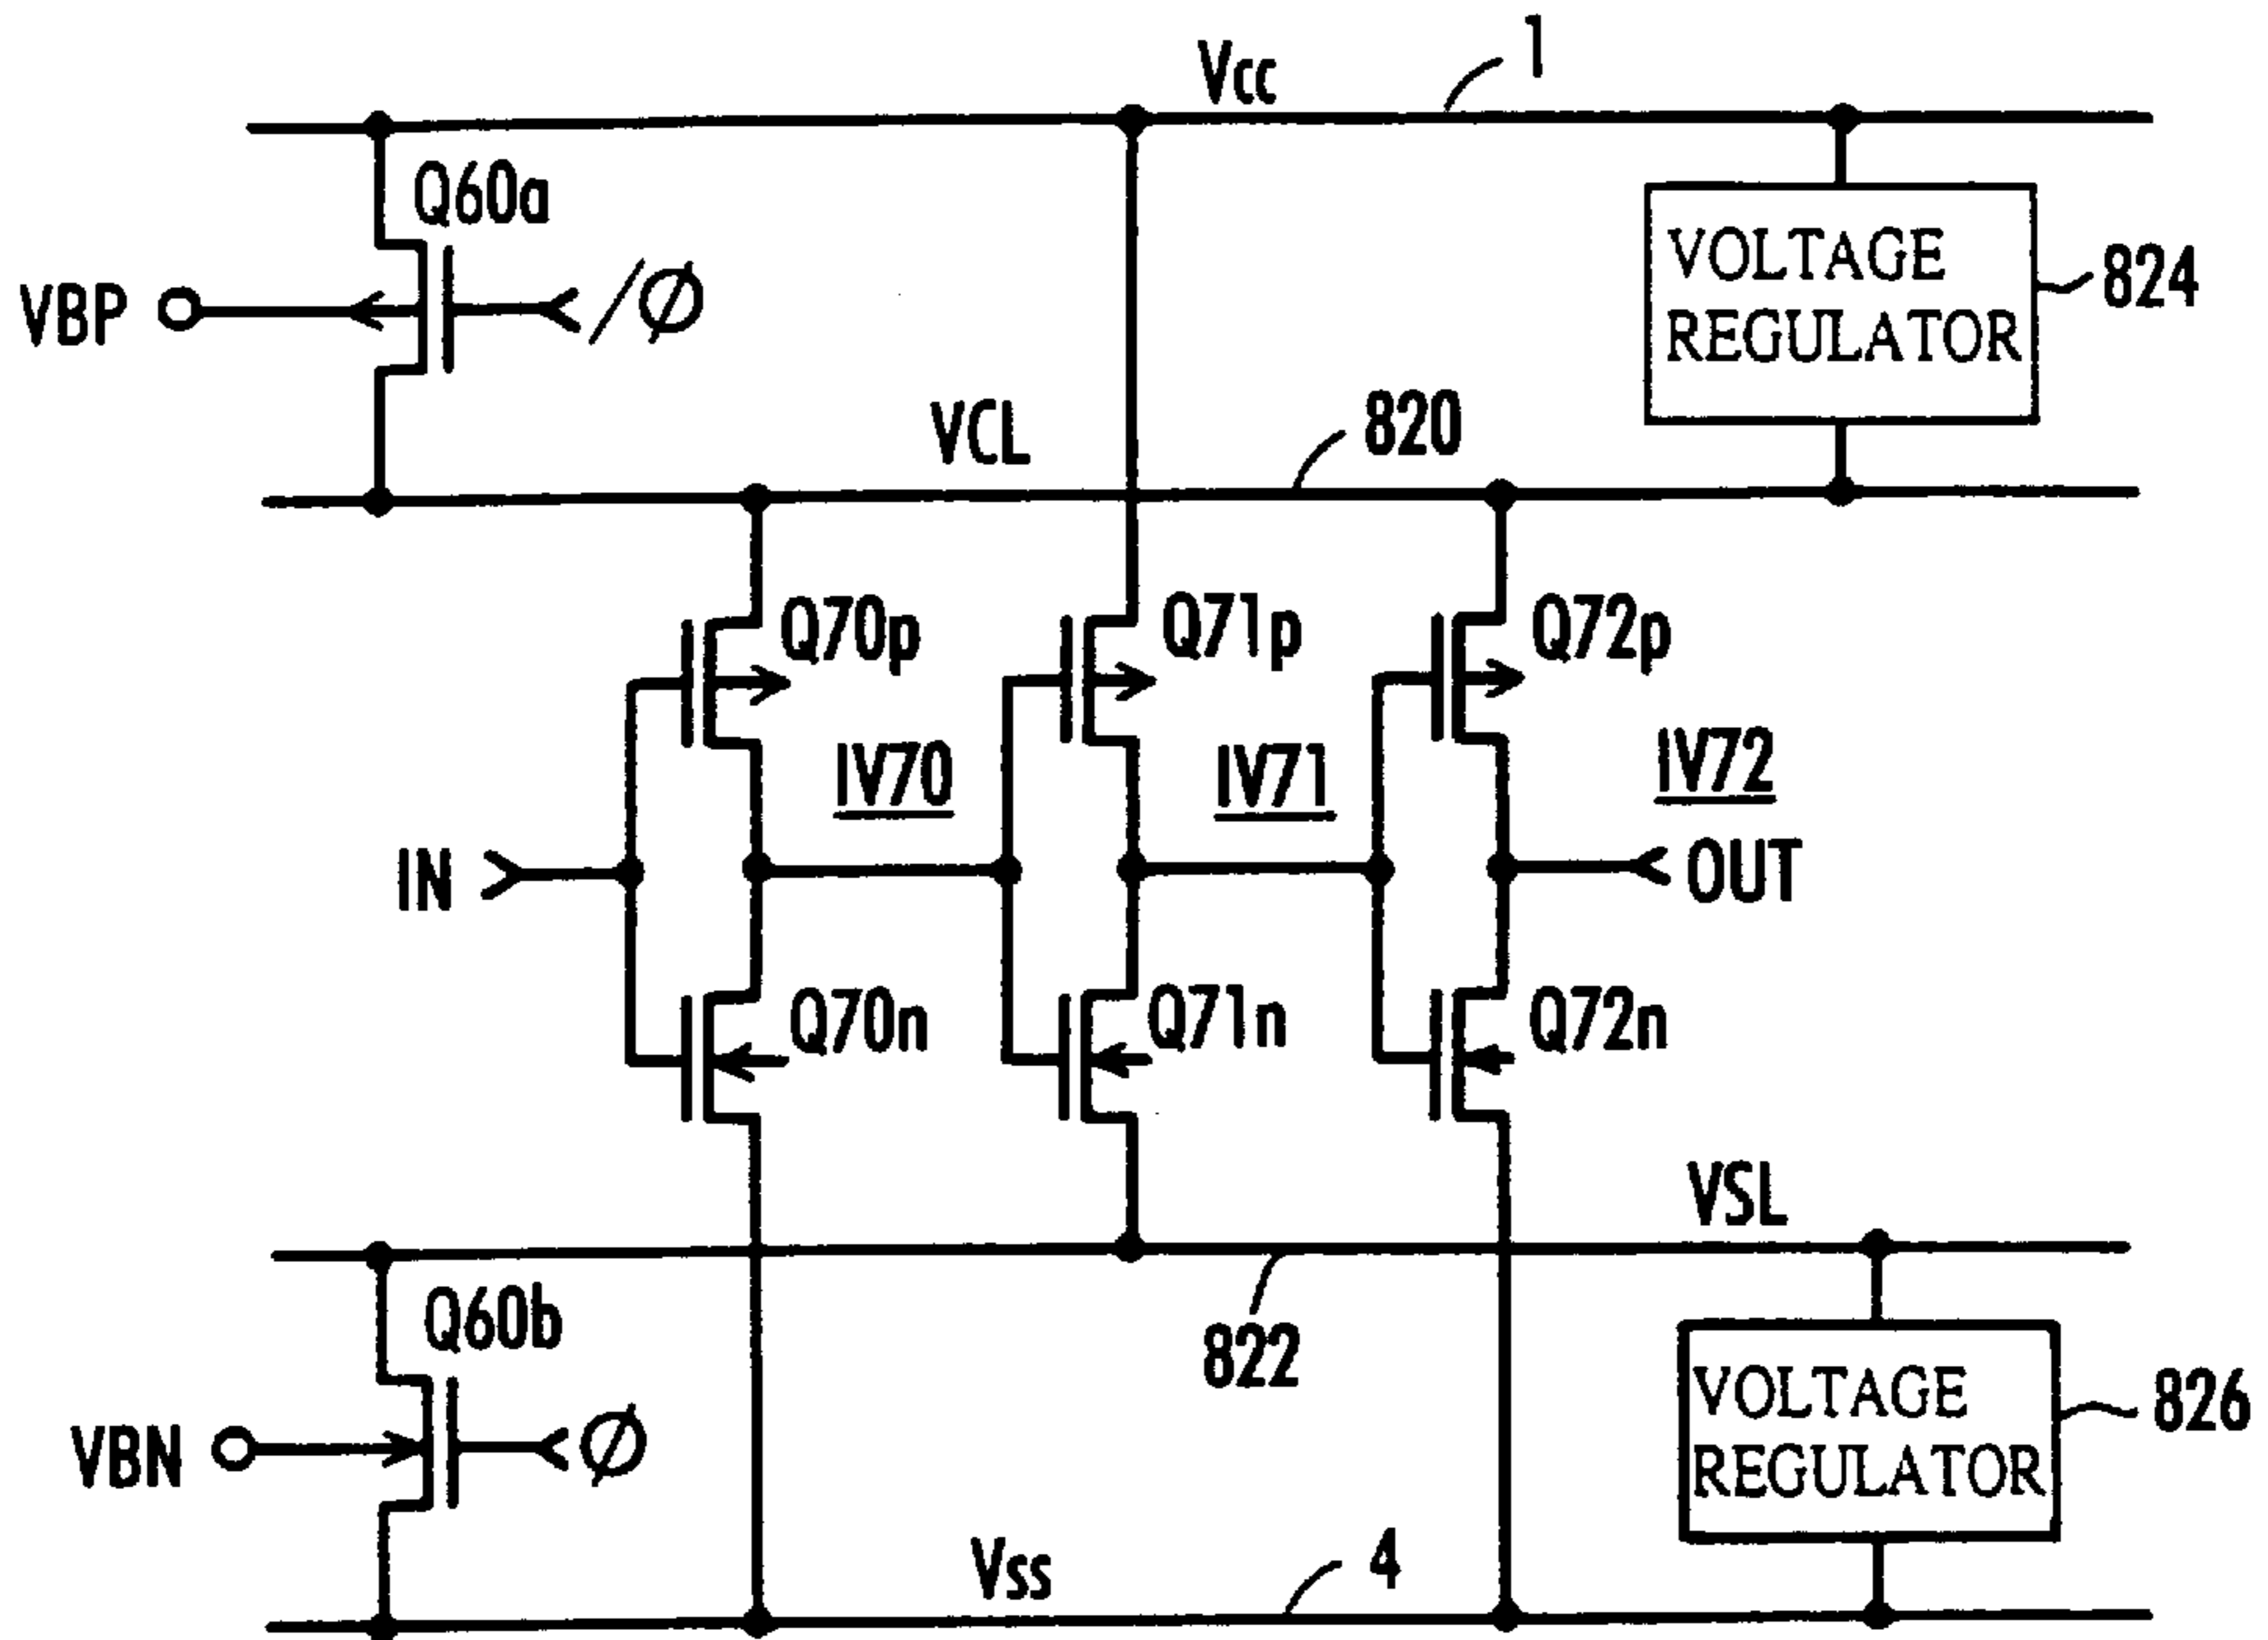 1
Vcc
Q60a
VBP
/Ø
VOLTAGE
REGULATOR
824
VCL
820
Q70p
Q71p
Q72p
IV70
IV71
IV72
IN
OUT
Q70n
Q71n
Q72n
VSL
Q60b
822
VBN
Ø
VOLTAGE
REGULATOR
826
Vss
4